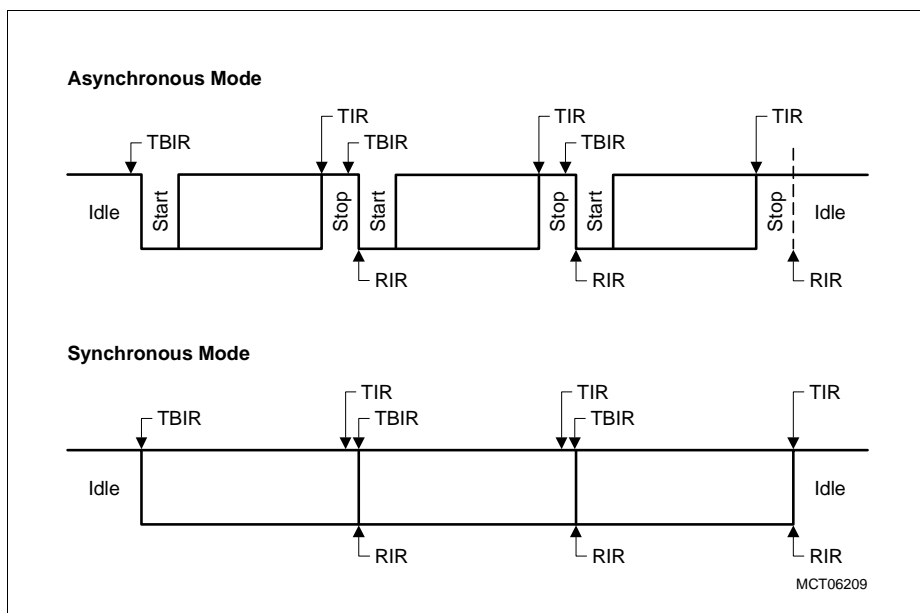 Asynchronous Mode
TIR TIR TIR
TBIR TBIR TBIR
Idle Start Stop Start Stop Start Stop Idle
RIR RIR RIR
Synchronous Mode
TIR TIR TIR
TBIR TBIR TBIR
Idle Idle
RIR RIR RIR
MCT06209